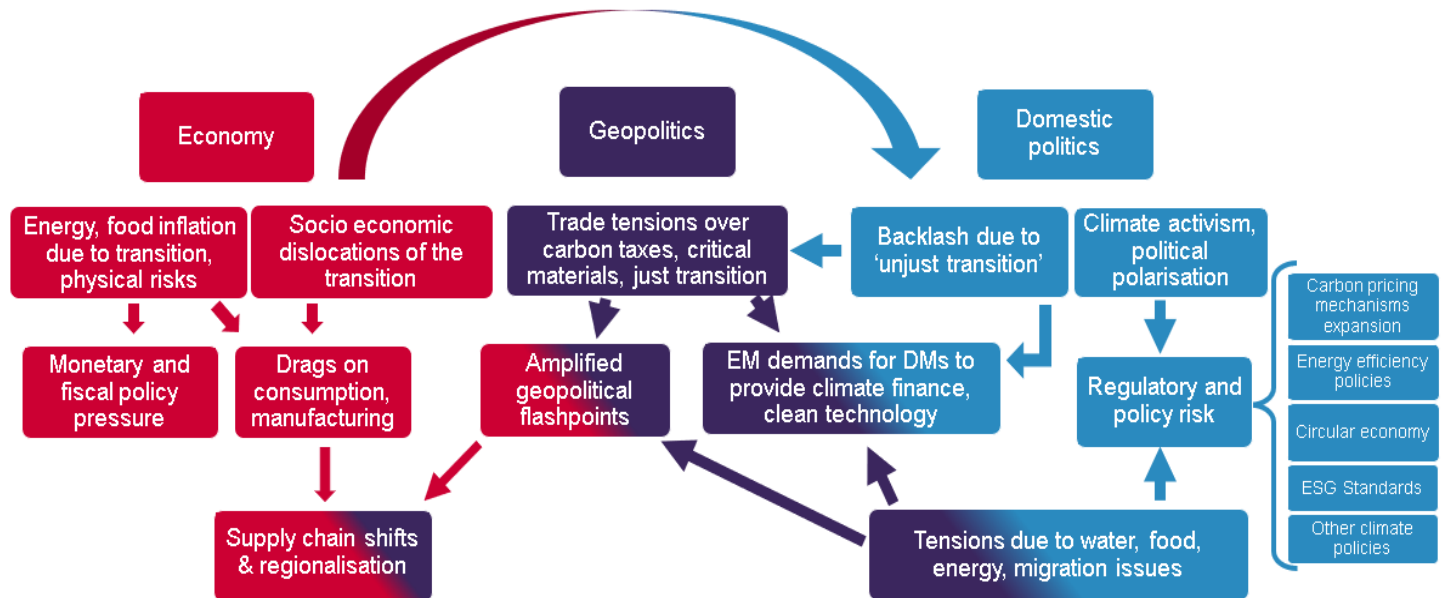 Economy
Geopolitics
Domestic
politics
Energy, food inflation
due to transition,
physical risks
Socio economic
dislocations of the
transition
Trade tensions over
carbon taxes, critical
materials, just transition
Backlash due to
‘unjust transition’
Climate activism,
political
polarisation
Monetary and
fiscal policy
pressure
Drags on
consumption,
manufacturing
Amplified
geopolitical
flashpoints
EM demands for DMs to
provide climate finance,
clean technology
Regulatory and
policy risk
Carbon pricing
mechanisms
expansion
Energy efficiency
policies
Circular economy
ESG Standards
Other climate
policies
Supply chain shifts
& regionalisation
Tensions due to water, food,
energy, migration issues